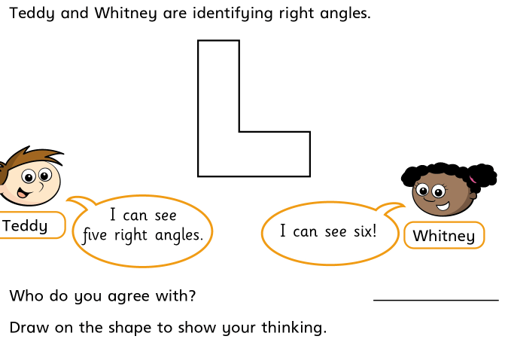 Teddy and Whitney are identifying right angles.
I can see
five right angles.
Teddy
I can see six!
Whitney
Who do you agree with?
Draw on the shape to show your thinking.